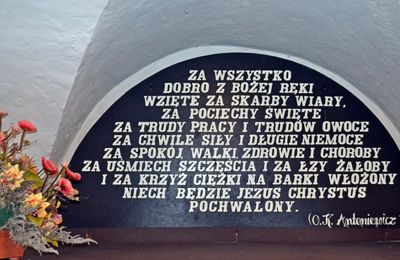 ZA WSZYSTKO
DOBRO Z BOŻEJ RĘKI
WZIĘTE ZA SKARBY WIARY,
ZA POCIECHY ŚWIĘTE
ZA TRUDY PRACY I TRUDÓW OWOCE
ZA CHWILE SIŁY I DŁUGIE NIEMOCE
ZA SPOKÓJ, WALKI, ZDROWIE I CHOROBY
ZA UŚMIECH SZCZĘŚCIA I ZA ŁZY ŻAŁOBY
I ZA KRZYŻ CIĘŻKI NA BARKI WŁOŻONY
NIECH BĘDZIE JEZUS CHRYSTUS
POCHWALONY.
(O.K. Antoniewicz